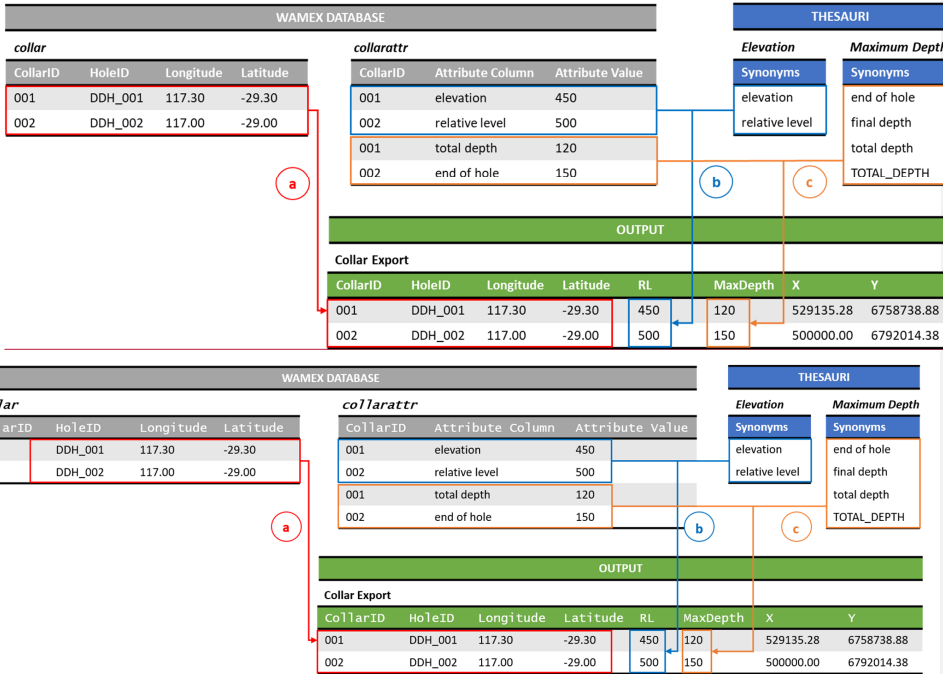 WAMEX DATABASE THESAURI
collar collarattr Elevation Maximum Depth
CollarID HoleID Longitude Latitude CollarID Attribute Column Attribute Value Synonyms Synonyms
001 DDH_001 117.30 -29.30 001 elevation 450 elevation end of hole
002 DDH_002 117.00 -29.00 002 relative level 500 relative level final depth
001 total depth 120 total depth
002 end of hole 150 TOTAL_DEPTH
a b c
OUTPUT
Collar Export
CollarID HoleID Longitude Latitude RL MaxDepth X Y
001 DDH_001 117.30 -29.30 450 120 529135.28 6758738.88
002 DDH_002 117.00 -29.00 500 150 500000.00 6792014.38
WAMEX DATABASE THESAURI
lar collarattr Elevation Maximum Depth
arID HoleID Longitude Latitude CollarID Attribute Column Attribute Value Synonyms Synonyms
DDH_001 117.30 -29.30 001 elevation 450 elevation end of hole
DDH_002 117.00 -29.00 002 relative level 500 relative level final depth
001 total depth 120 total depth
002 end of hole 150 TOTAL_DEPTH
a b c
OUTPUT
Collar Export
CollarID HoleID Longitude Latitude RL MaxDepth X Y
001 DDH_001 117.30 -29.30 450 120 529135.28 6758738.88
002 DDH_002 117.00 -29.00 500 150 500000.00 6792014.38